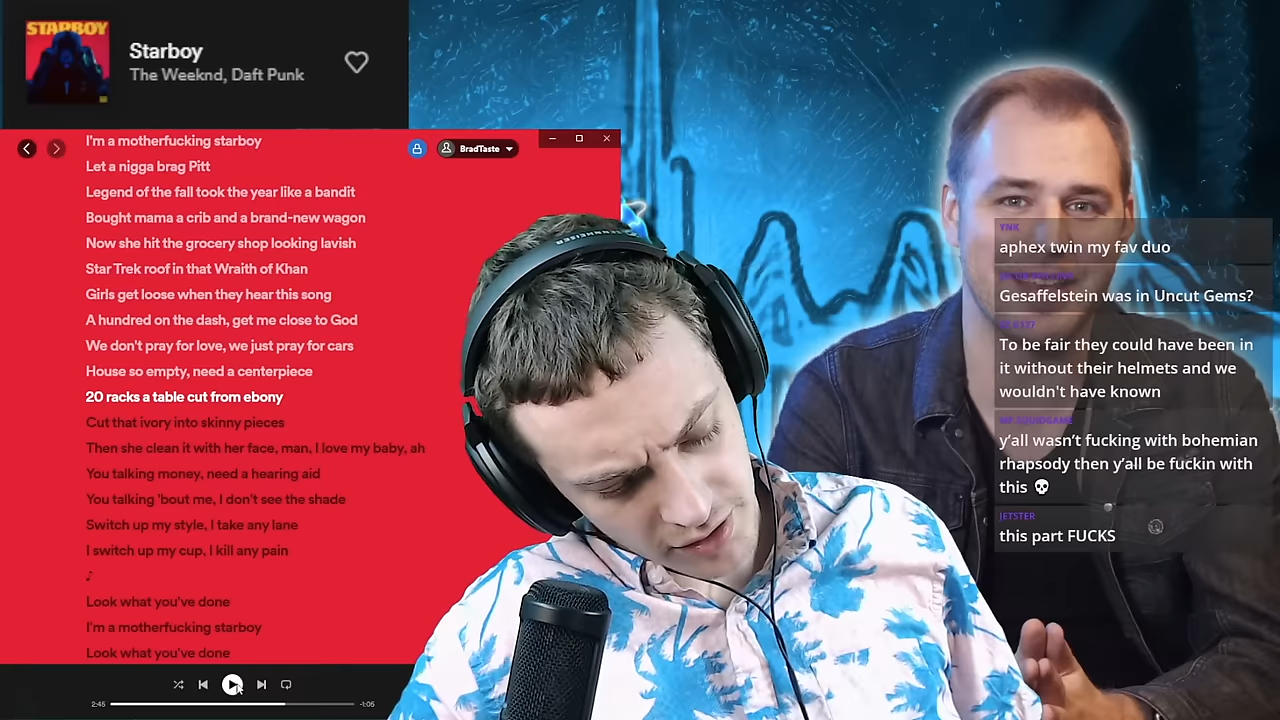 STARBOY
Starboy
The Weeknd, Daft Punk
BradTaste
I'm a motherfucking starboy
Let a nigga brag Pitt
Legend of the fall took the year like a bandit
Bought mama a crib and a brand-new wagon
Now she hit the grocery shop looking lavish
Star Trek roof in that Wraith of Khan
Girls get loose when they hear this song
A hundred on the dash, get me close to God
We don't pray for love, we just pray for cars
House so empty, need a centerpiece
20 racks a table cut from ebony
Cut that ivory into skinny pieces
Then she clean it with her face, man, I love my baby, ah
You talking money, need a hearing aid
You talking 'bout me, I don't see the shade
Switch up my style, I take any lane
I switch up my cup, I kill any pain
♪
Look what you've done
I'm a motherfucking starboy
Look what you've done
2:45
-1:05
SENNHEISER
YNK
aphex twin my fav duo
Gesaffelstein was in Uncut Gems?
To be fair they could have been in
it without their helmets and we
wouldn't have known
MR SQUIDGAME
y'all wasn't fucking with bohemian
rhapsody then y'all be fuckin with
this 💀
JETSTER
this part FUCKS